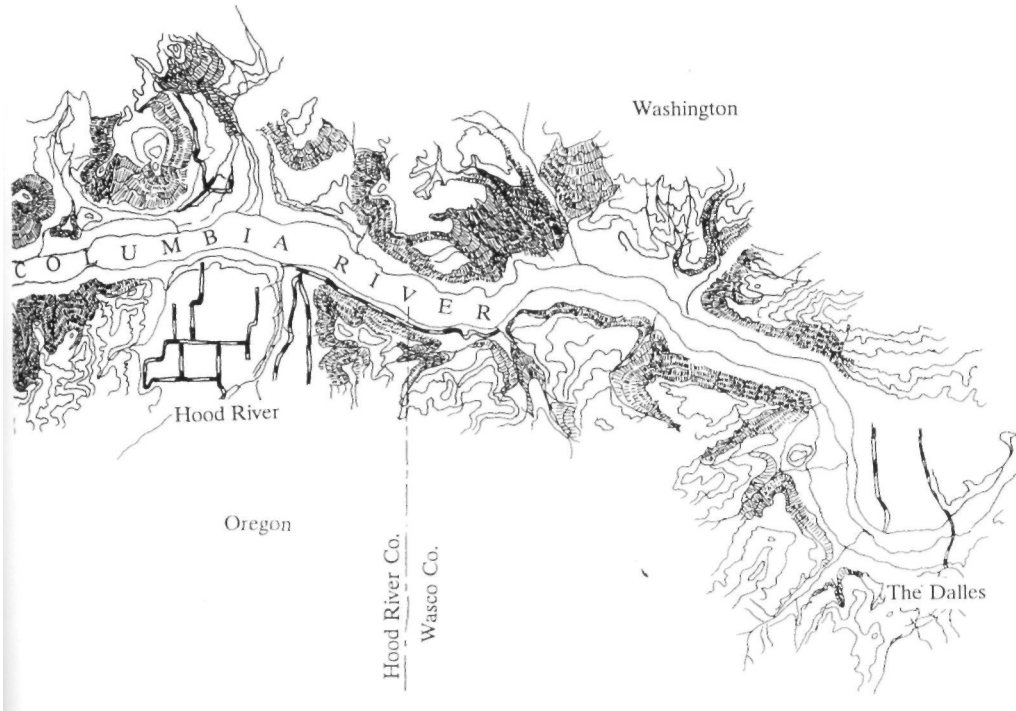 Washington
COLUMBIA RIVER
Hood River
Oregon
Hood River Co.
Wasco Co.
The Dalles